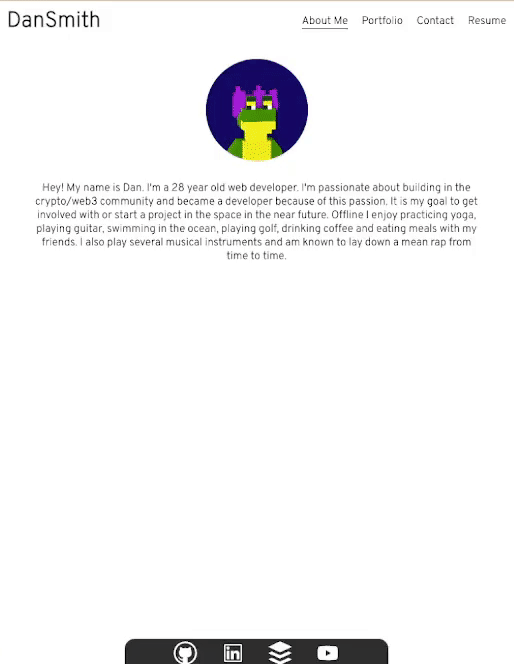 DanSmith
About Me Portfolio Contact Resume
Hey! My name is Dan. I'm a 28 year old web developer. I'm passionate about building in the
crypto/web3 community and became a developer because of this passion. It is my goal to get
involved with or start a project in the space in the near future. Offline I enjoy practicing yoga,
playing guitar, swimming in the ocean, playing golf, drinking coffee and eating meals with my
friends. I also play several musical instruments and am known to lay down a mean rap from
time to time.
in